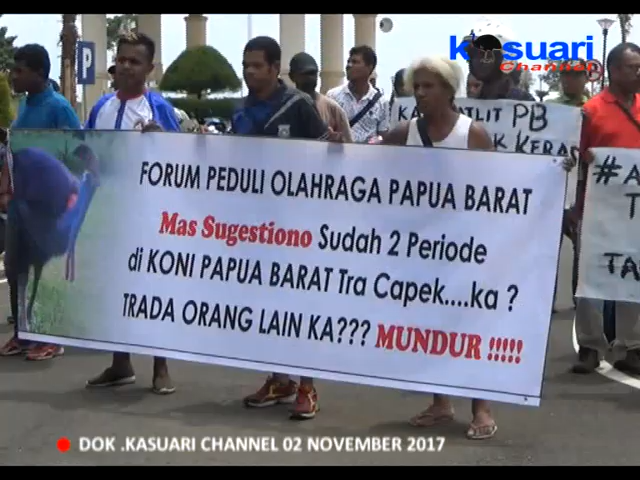 Kasuari
Channel
P
FORUM PEDULI OLAHRAGA PAPUA BARAT
Mas Sugestiono Sudah 2 Periode
di KONI PAPUA BARAT Tra Capek....ka ?
TRADA ORANG LAIN KA??? MUNDUR !!!!!
PB
KERAS
#A
DOK .KASUARI CHANNEL 02 NOVEMBER 2017